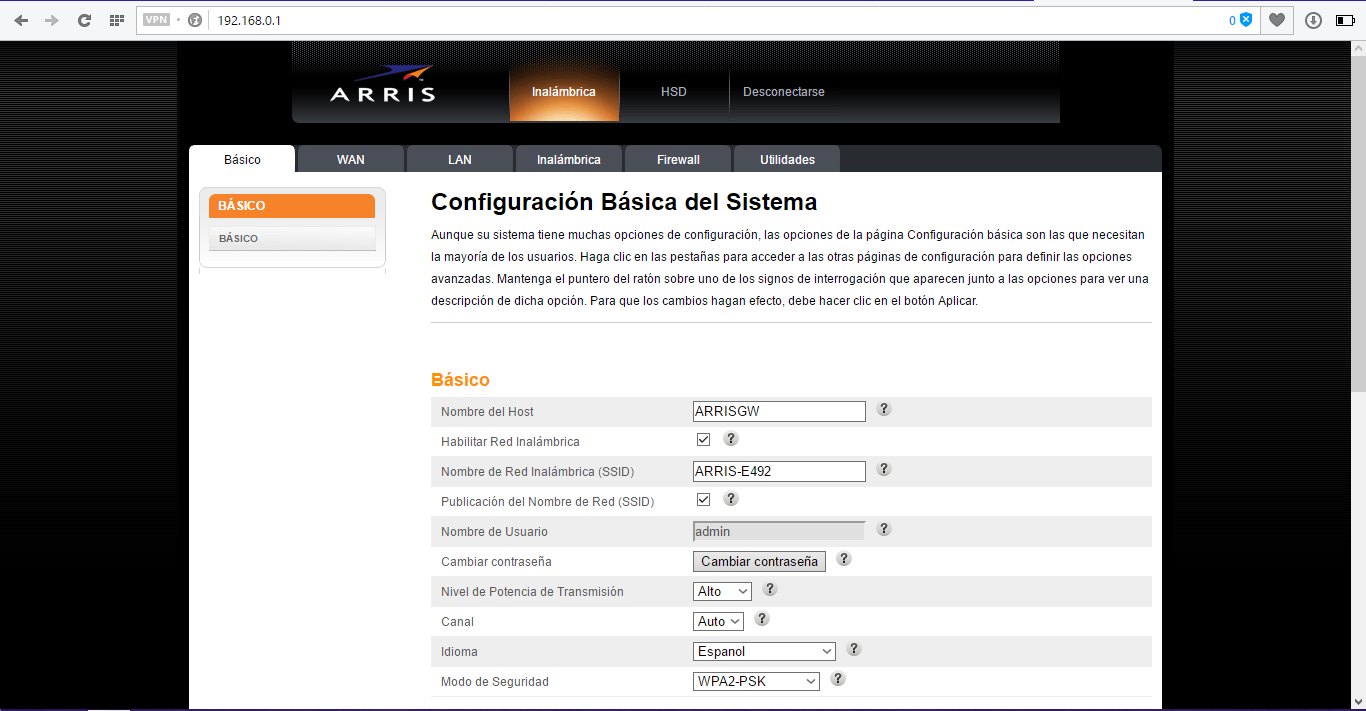 VPN
192.168.0.1
0
ARRIS
Inalámbrica
HSD
Desconectarse
Básico
WAN
LAN
Inalámbrica
Firewall
Utilidades
BÁSICO
BÁSICO
Configuración Básica del Sistema
Aunque su sistema tiene muchas opciones de configuración, las opciones de la página Configuración básica son las que necesitan
la mayoría de los usuarios. Haga clic en las pestañas para acceder a las otras páginas de configuración para definir las opciones
avanzadas. Mantenga el puntero del ratón sobre uno de los signos de interrogación que aparecen junto a las opciones para ver una
descripción de dicha opción. Para que los cambios hagan efecto, debe hacer clic en el botón Aplicar.
Básico
Nombre del Host ARRISGW ?
Habilitar Red Inalámbrica ?
Nombre de Red Inalámbrica (SSID) ARRIS-E492 ?
Publicación del Nombre de Red (SSID) ?
Nombre de Usuario admin ?
Cambiar contraseña Cambiar contraseña ?
Nivel de Potencia de Transmisión Alto ?
Canal Auto ?
Idioma Espanol ?
Modo de Seguridad WPA2-PSK ?